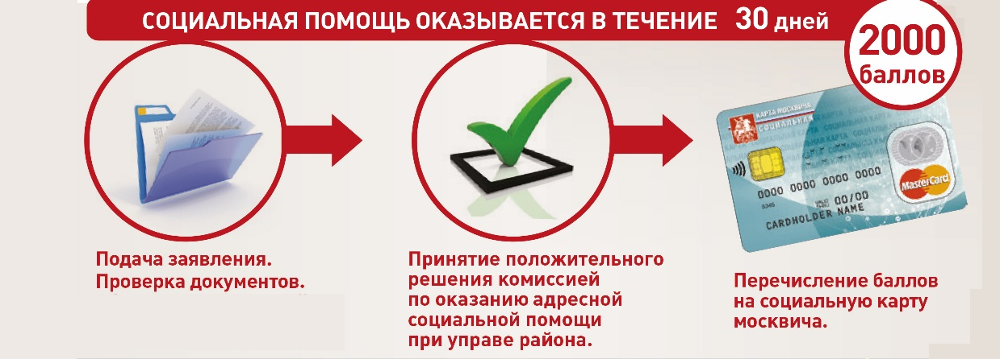 СОЦИАЛЬНАЯ ПОМОЩЬ ОКАЗЫВАЕТСЯ В ТЕЧЕНИЕ 30 дней
2000
баллов
Подача заявления.
Проверка документов.
Принятие положительного
решения комиссией
по оказанию адресной
социальной помощи
при управе района.
КАРТА МОСКВИЧА
СОЦИАЛЬНАЯ
0000 0000 0000 0000
00/00
CARDHOLDER NAME
MasterCard
Перечисление баллов
на социальную карту
москвича.